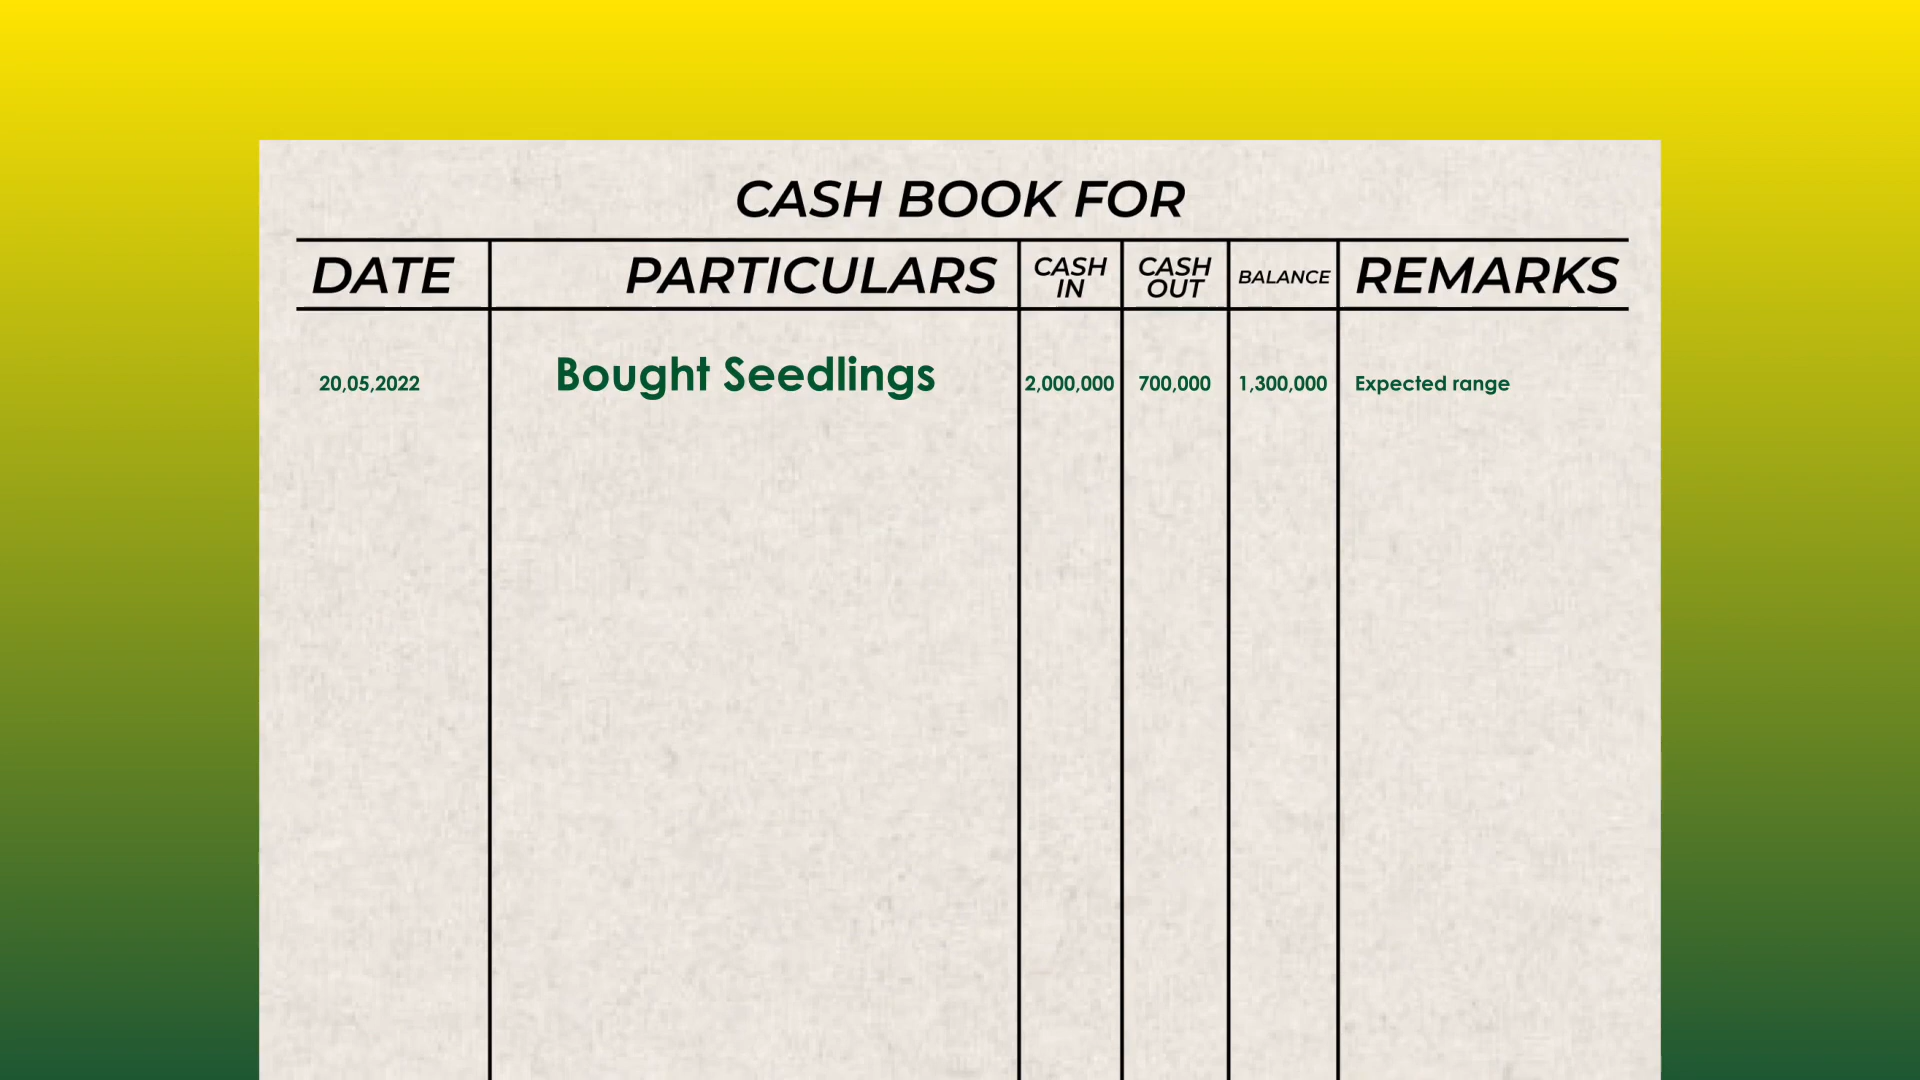 CASH BOOK FOR
DATE PARTICULARS CASH IN CASH OUT BALANCE REMARKS
20,05,2022 Bought Seedlings 2,000,000 700,000 1,300,000 Expected range